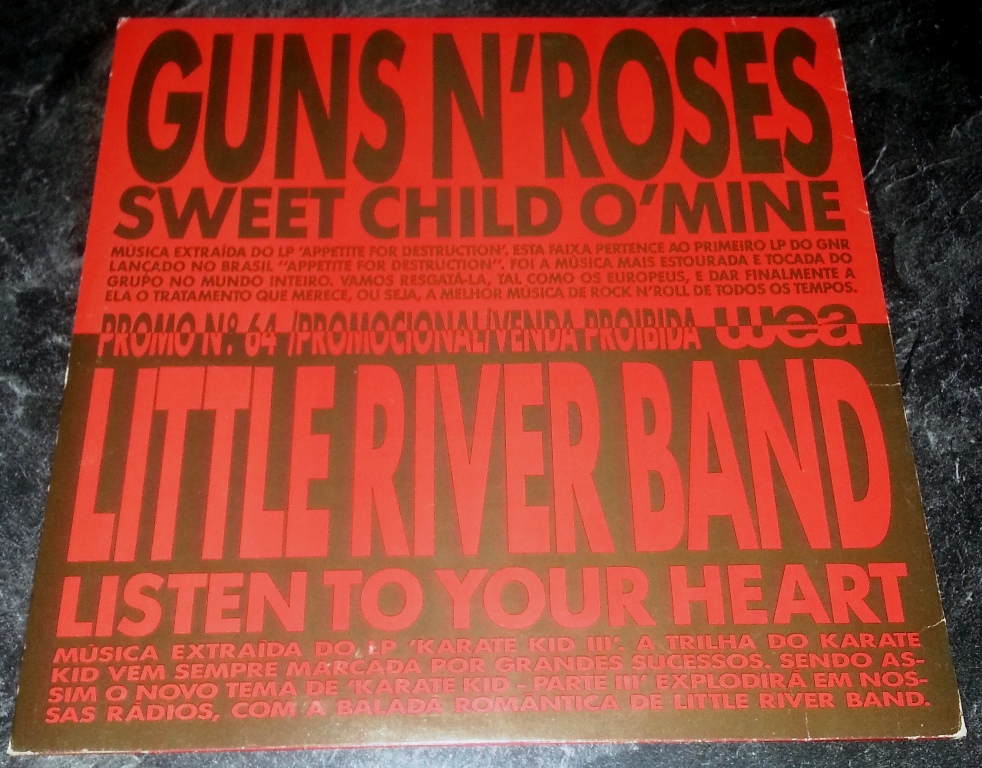 GUNS N'ROSES
SWEET CHILD O'MINE
MÚSICA EXTRAÍDA DO LP 'APPETITE FOR DESTRUCTION', ESTA FAIXA PERTENCE AO PRIMEIRO LP DO GNR
LANCADO NO BRASIL "APPETITE FOR DESTRUCTION". FOI A MÚSICA MAIS ESTOURADA E TOCADA DO
GRUPO NO MUNDO INTEIRO. VAMOS RESGATA-LA, TAL COMO OS EUROPEUS, E DAR FINALMENTE A
ELA O TRATAMENTO QUE MERECE, OU SEJA, A MELHOR MÚSICA DE ROCK N'ROLL DE TODOS OS TEMPOS.
PROMO Nº. 64 /PROMOCIONAL/VENDA PROIBIDA wea
LITTLE RIVER BAND
LISTEN TO YOUR HEART
MÚSICA EXTRAÍDA DO LP 'KARATE KID III'. A TRILHA DO KARATE
KID VEM SEMPRE MARCADA POR GRANDES SUCESSOS. SENDO AS-
SIM O NOVO TEMA DE 'KARATE KID - PARTE III' EXPLODIRÁ EM NOS-
SAS RÁDIOS, COM A BALADA ROMÂNTICA DE LITTLE RIVER BAND.